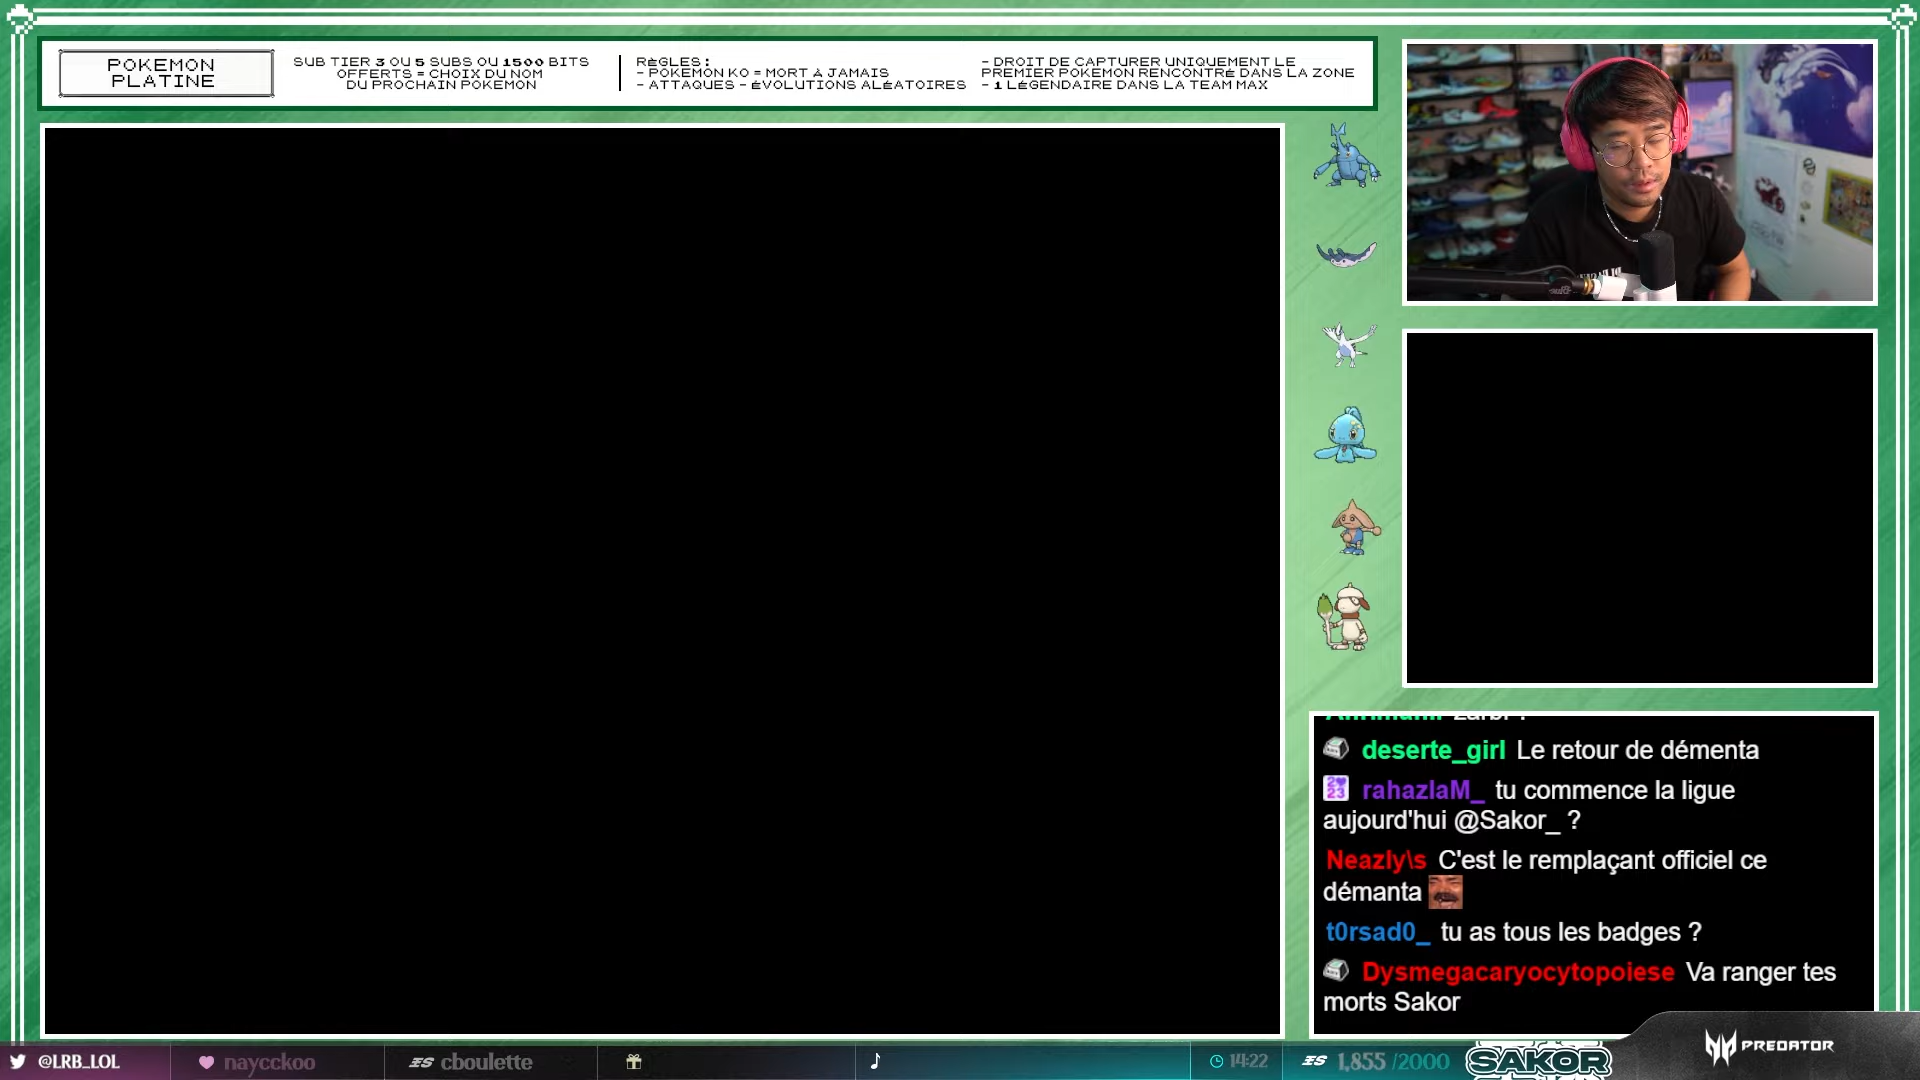 POKEMON
PLATINE
SUB TIER 3 OU 5 SUBS OU 1500 BITS
OFFERTS = CHOIX DU NOM
DU PROCHAIN POKEMON
RÈGLES :
- POKEMON KO = MORT À JAMAIS
- ATTAQUES - ÉVOLUTIONS ALÉATOIRES
- DROIT DE CAPTURER UNIQUEMENT LE
PREMIER POKEMON RENCONTRÉ DANS LA ZONE
- 1 LÉGENDAIRE DANS LA TEAM MAX
deserte_girl Le retour de démenta
rahazlaM_ tu commence la ligue
aujourd'hui @Sakor_ ?
Neazly\s C'est le remplaçant officiel ce
démanta
t0rsad0_ tu as tous les badges ?
Dysmegacaryocytopoiese Va ranger tes
morts Sakor
@LRB_LOL
naycckoo
cboulette
14:22
1,855 /2000
SAKOR
PREDATOR